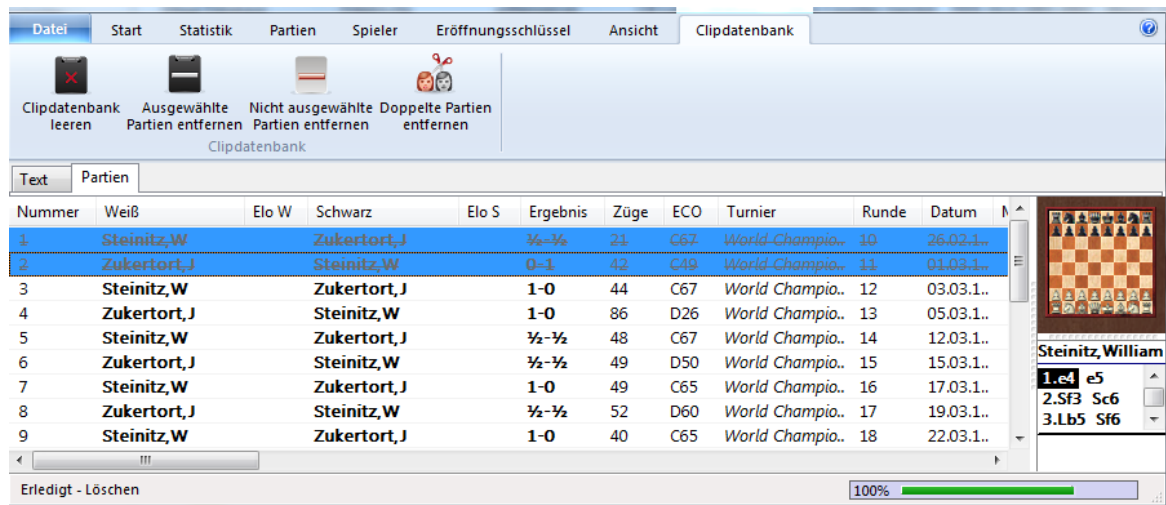 Datei Start Statistik Partien Spieler Eröffnungsschlüssel Ansicht Clipdatenbank
Clipdatenbank leeren
Ausgewählte Partien entfernen
Nicht ausgewählte Partien entfernen
Doppelte Partien entfernen
Clipdatenbank
Text Partien
Nummer Weiß Elo W Schwarz Elo S Ergebnis Züge ECO Turnier Runde Datum
1 Steinitz,W Zukertort,J ½-½ 21 C67 World Champio.. 10 26.02.1..
2 Zukertort,J Steinitz,W 0-1 42 C49 World Champio.. 11 01.03.1..
3 Steinitz,W Zukertort,J 1-0 44 C67 World Champio.. 12 03.03.1..
4 Zukertort,J Steinitz,W 1-0 86 D26 World Champio.. 13 05.03.1..
5 Steinitz,W Zukertort,J ½-½ 48 C67 World Champio.. 14 12.03.1..
6 Zukertort,J Steinitz,W ½-½ 49 D50 World Champio.. 15 15.03.1..
7 Steinitz,W Zukertort,J 1-0 49 C65 World Champio.. 16 17.03.1..
8 Zukertort,J Steinitz,W ½-½ 52 D60 World Champio.. 17 19.03.1..
9 Steinitz,W Zukertort,J 1-0 40 C65 World Champio.. 18 22.03.1..
Steinitz,William
1.e4 e5
2.Sf3 Sc6
3.Lb5 Sf6
Erledigt - Löschen 100%